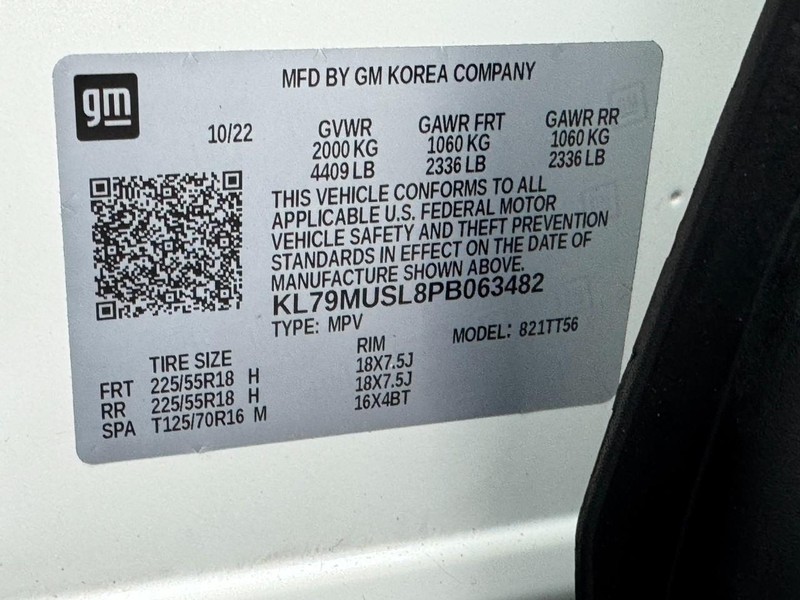 gm
MFD BY GM KOREA COMPANY
10/22
GVWR GAWR FRT GAWR RR
2000 KG 1060 KG 1060 KG
4409 LB 2336 LB 2336 LB
THIS VEHICLE CONFORMS TO ALL
APPLICABLE U.S. FEDERAL MOTOR
VEHICLE SAFETY AND THEFT PREVENTION
STANDARDS IN EFFECT ON THE DATE OF
MANUFACTURE SHOWN ABOVE.
KL79MUSL8PB063482
TYPE: MPV MODEL: 821TT56
TIRE SIZE RIM
FRT 225/55R18 H 18X7.5J
RR 225/55R18 H 18X7.5J
SPA T125/70R16 M 16X4BT